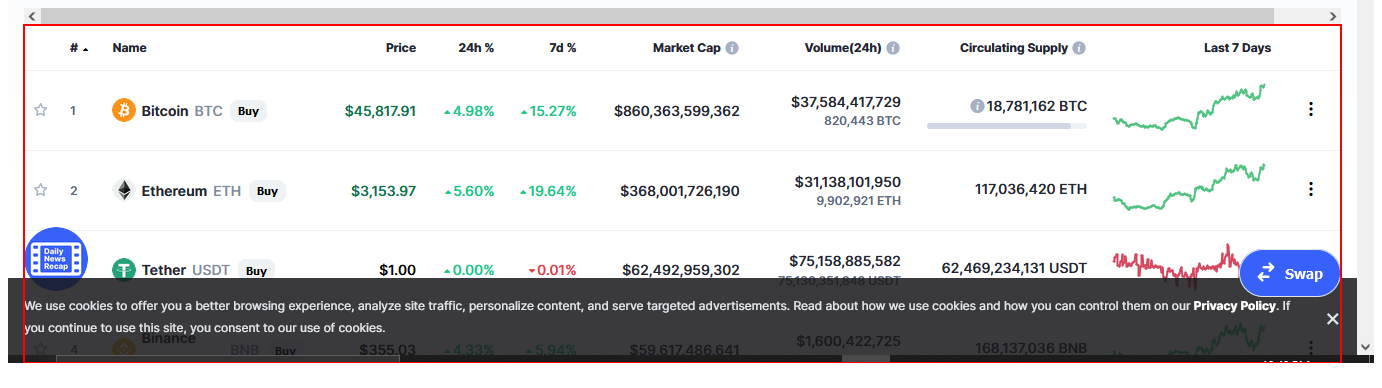 # Name Price 24h % 7d % Market Cap Volume(24h) Circulating Supply Last 7 Days
1 Bitcoin BTC Buy $45,817.91 4.98% 15.27% $860,363,599,362 $37,584,417,729 18,781,162 BTC
820,443 BTC
2 Ethereum ETH Buy $3,153.97 5.60% 19.64% $368,001,726,190 $31,138,101,950 117,036,420 ETH
9,902,921 ETH
Daily
News
Recap
Tether USDT Buy $1.00 0.00% 0.01% $62,492,959,302 $75,158,885,582 62,469,234,131 USDT
75,130,351,848 USDT
Swap
We use cookies to offer you a better browsing experience, analyze site traffic, personalize content, and serve targeted advertisements. Read about how we use cookies and how you can control them on our Privacy Policy. If
you continue to use this site, you consent to our use of cookies.
Binance
4 BNB Buy $355.03 4.33% 5.94% $59,617,486,641 $1,600,422,725 168,137,036 BNB